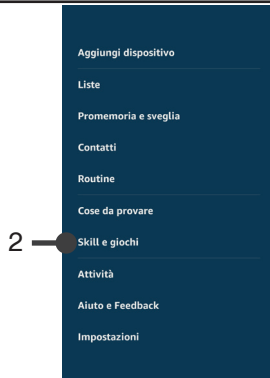 Aggiungi dispositivo
Liste
Promemoria e sveglia
Contatti
Routine
Cose da provare
2 Skill e giochi
Attività
Aiuto e Feedback
Impostazioni